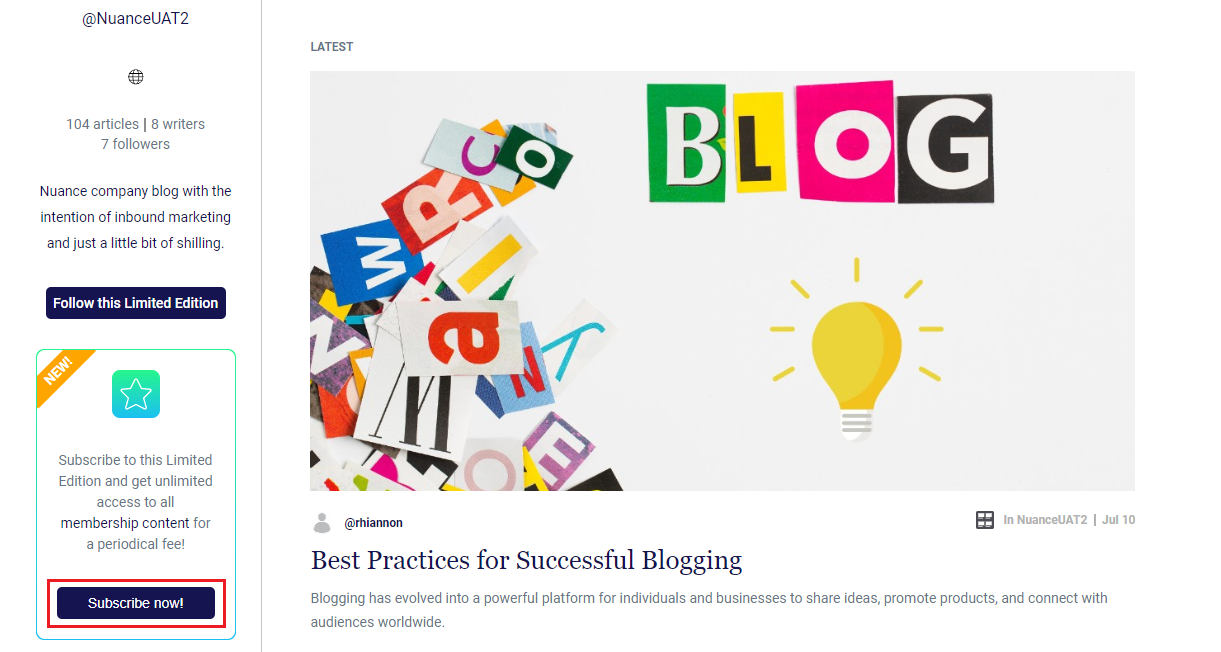 @NuanceUAT2
104 articles | 8 writers
7 followers
Nuance company blog with the
intention of inbound marketing
and just a little bit of shilling.
Follow this Limited Edition
NEW!
Subscribe to this Limited
Edition and get unlimited
access to all
membership content for
a periodical fee!
Subscribe now!
LATEST
BLOG
@rhiannon
In NuanceUAT2 | Jul 10
Best Practices for Successful Blogging
Blogging has evolved into a powerful platform for individuals and businesses to share ideas, promote products, and connect with
audiences worldwide.